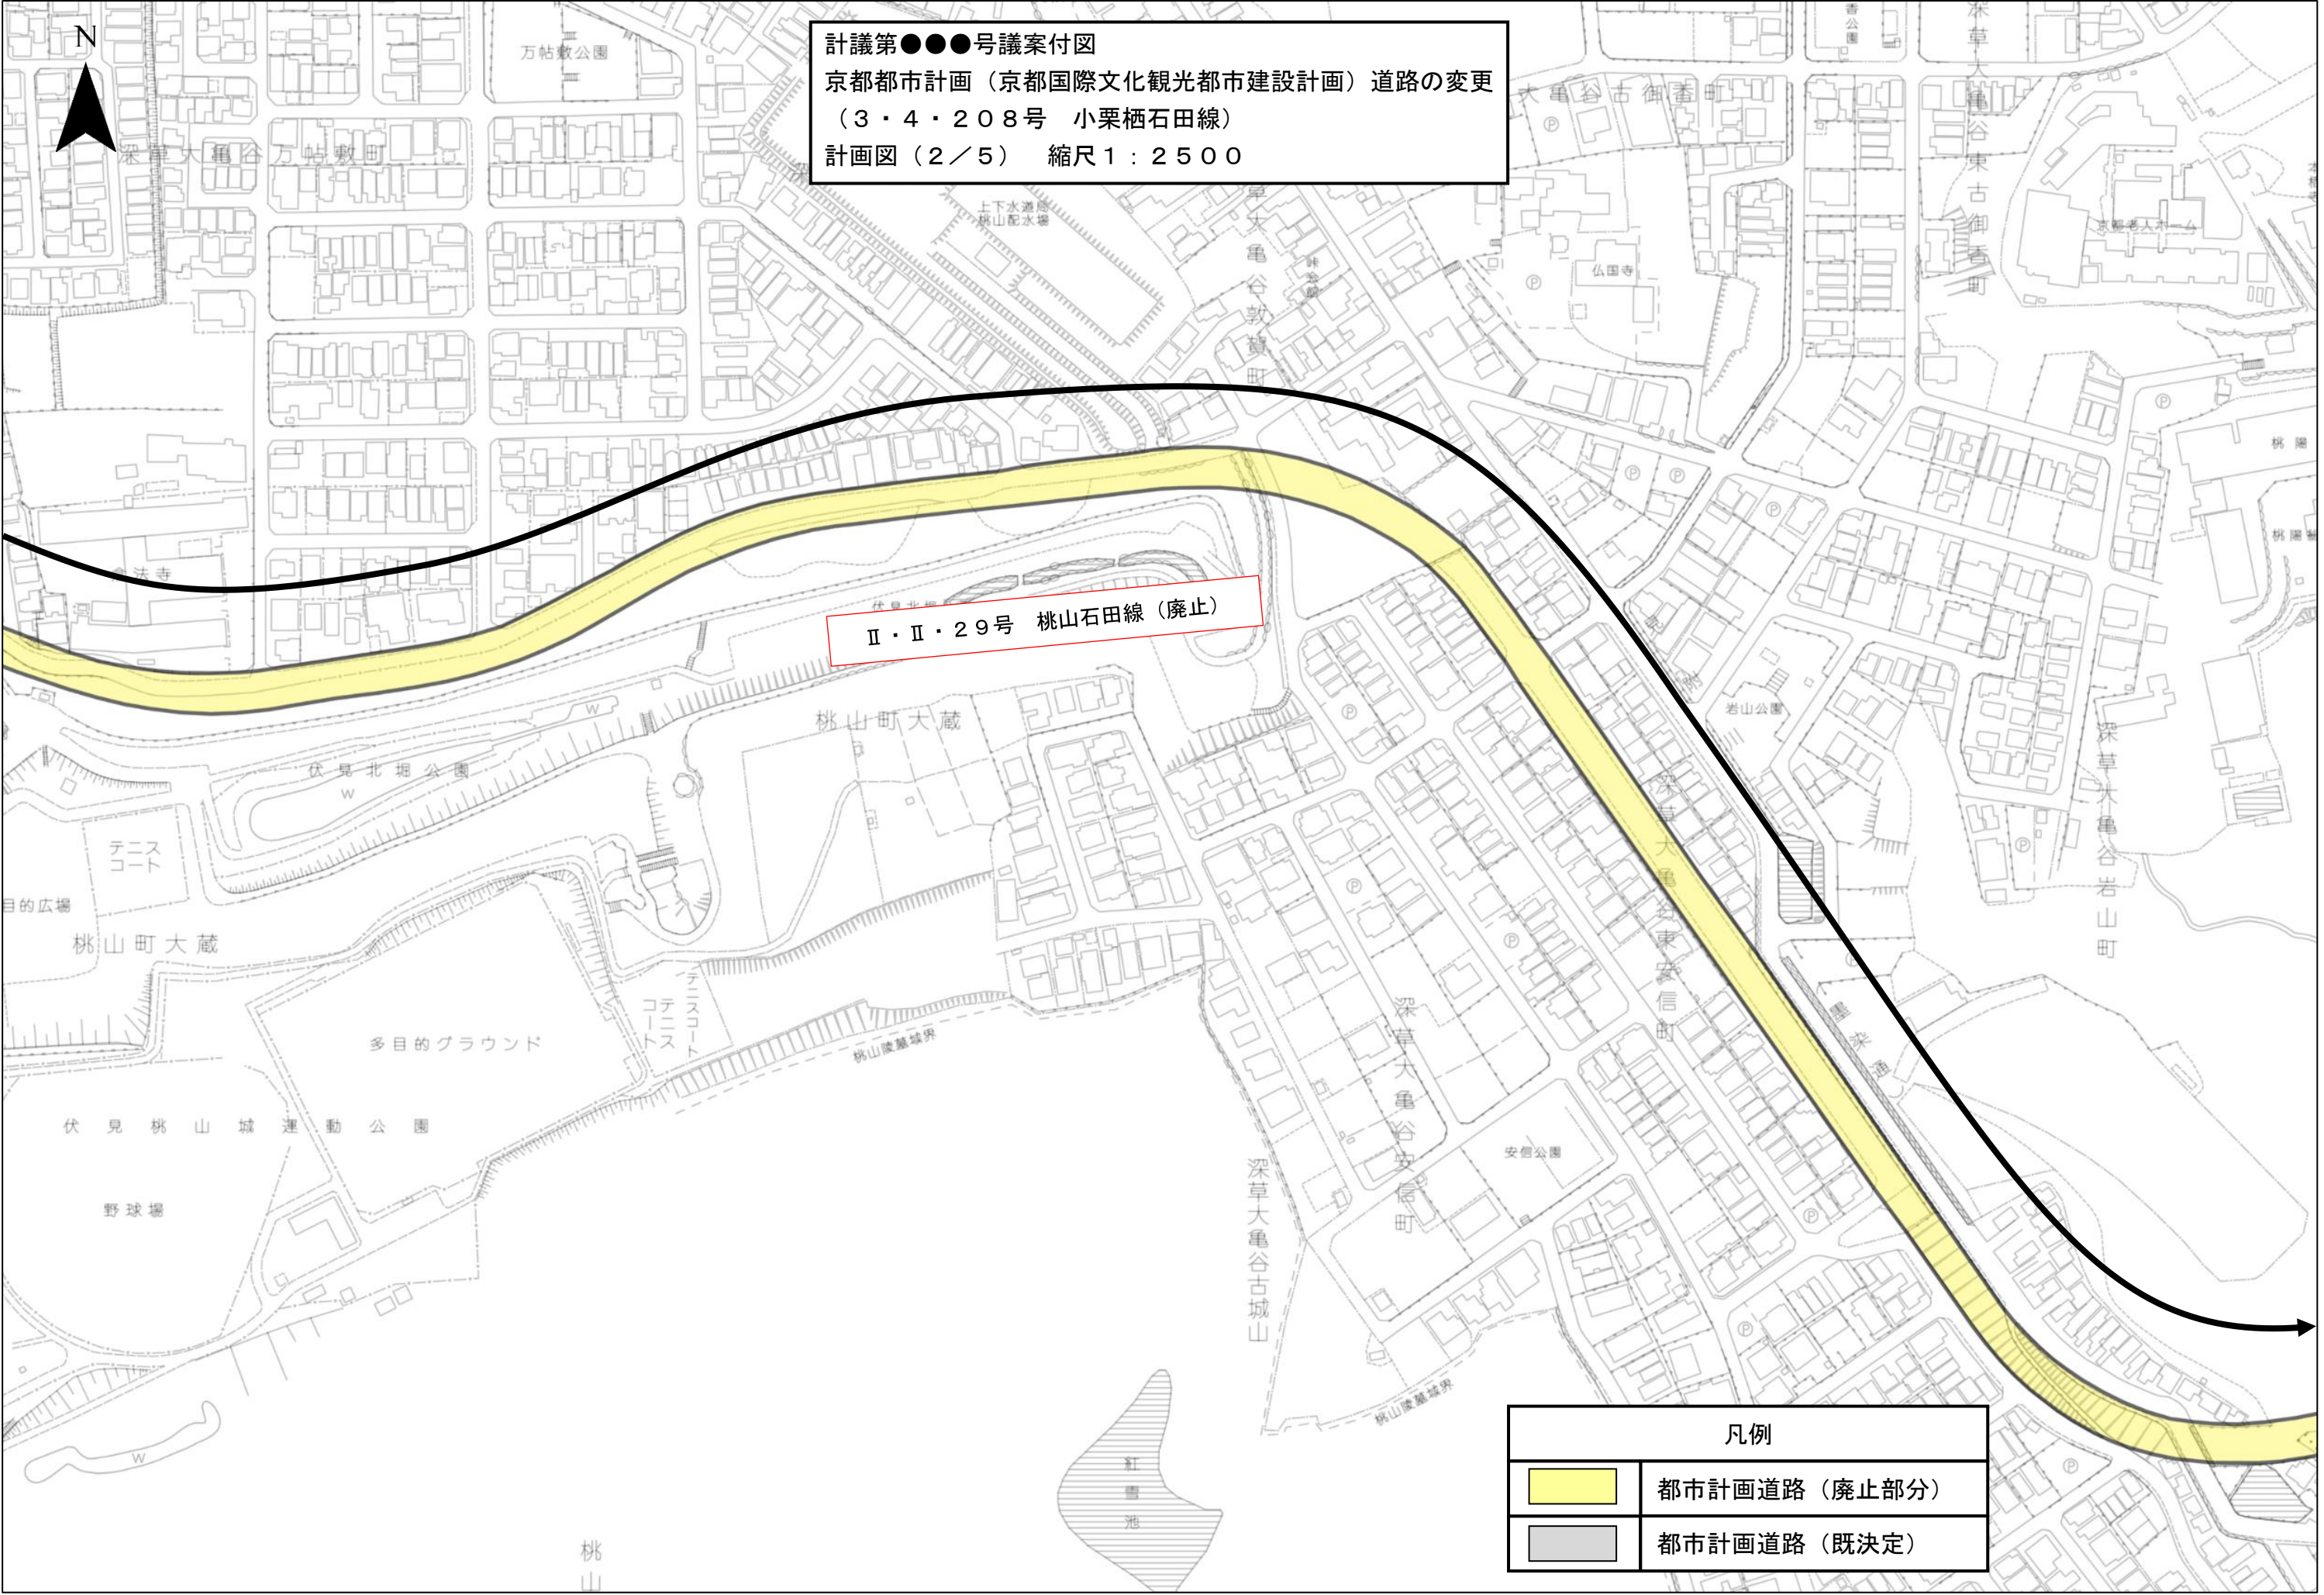 N
計議第●●●号議案付図
京都都市計画（京都国際文化観光都市建設計画）道路の変更
（３・４・２０８号　小栗栖石田線）
計画図（２／５）　縮尺１：２５００
万帖敷公園
深草大亀谷万帖敷町
上下水道局
桃山配水場
大亀谷古御香町
大亀谷東古御香町
京都老人ホーム
仏国寺
草大亀谷敦賀町
桃陽
Ⅱ・Ⅱ・２９号　桃山石田線（廃止）
桃山町大蔵
岩山公園
伏見北堀公園
W
W
テニス
コート
目的広場
桃山町大蔵
深草大亀谷岩山町
深草大亀谷東安信町
多目的グラウンド
テニス
コート
テニスコート
桃山陵墓域界
深草大亀谷安信町
伏見桃山城運動公園
野球場
安信公園
深草大亀谷古城山
桃山陵墓域界
W
紅雪池
桃山
凡例
都市計画道路（廃止部分）
都市計画道路（既決定）